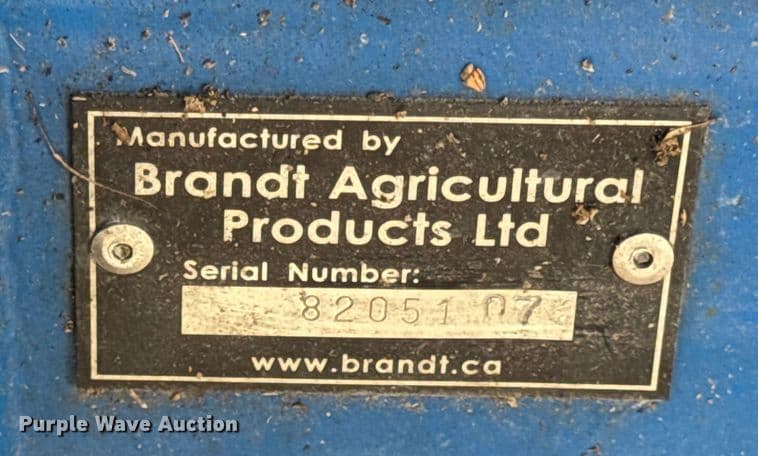 Manufactured by
Brandt Agricultural
Products Ltd
Serial Number:
82051 07
www.brandt.ca
Purple Wave Auction